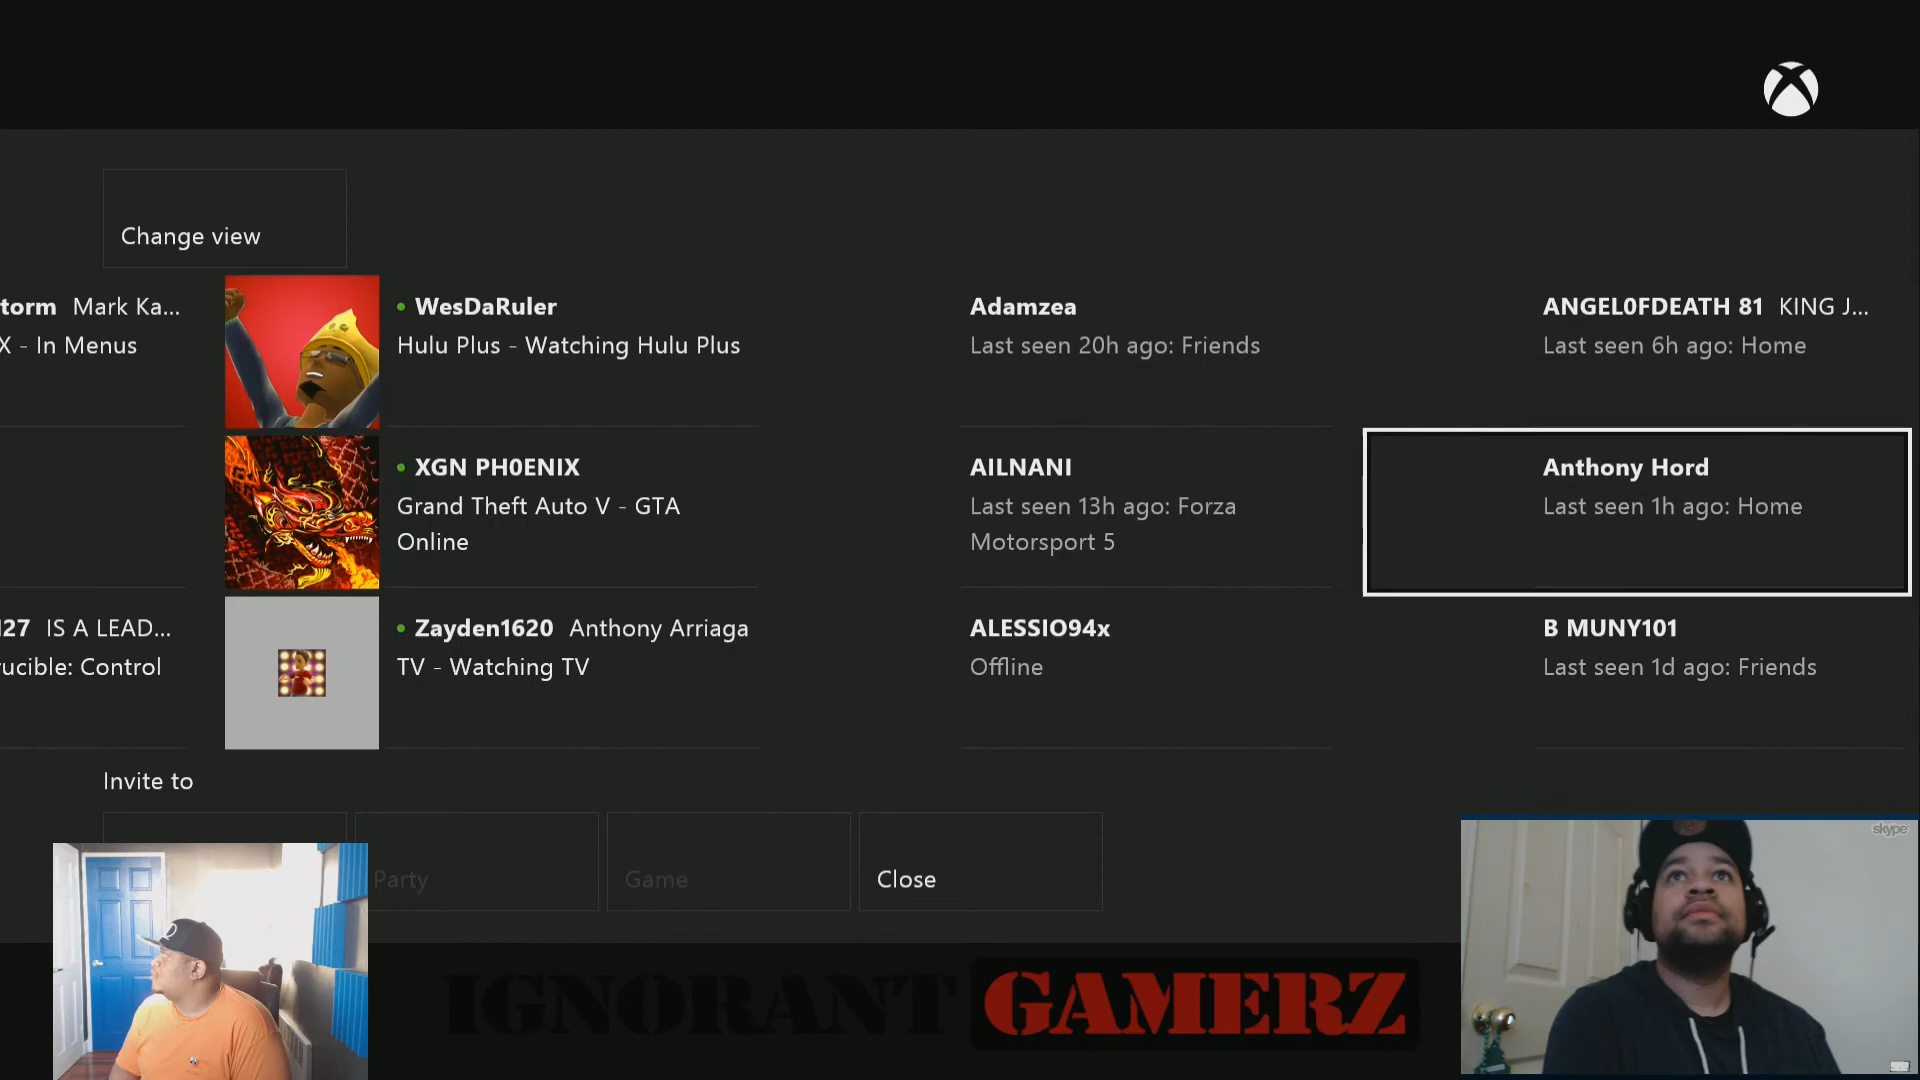 Change view
torm Mark Ka...
X - In Menus
WesDaRuler
Hulu Plus - Watching Hulu Plus
Adamzea
Last seen 20h ago: Friends
ANGEL0FDEATH 81 KING J...
Last seen 6h ago: Home
XGN PH0ENIX
Grand Theft Auto V - GTA
Online
AILNANI
Last seen 13h ago: Forza
Motorsport 5
Anthony Hord
Last seen 1h ago: Home
127 IS A LEAD...
rucible: Control
Zayden1620 Anthony Arriaga
TV - Watching TV
ALESSIO94x
Offline
B MUNY101
Last seen 1d ago: Friends
Invite to
Party
Game
Close
skype
IGNORANT GAMERZ